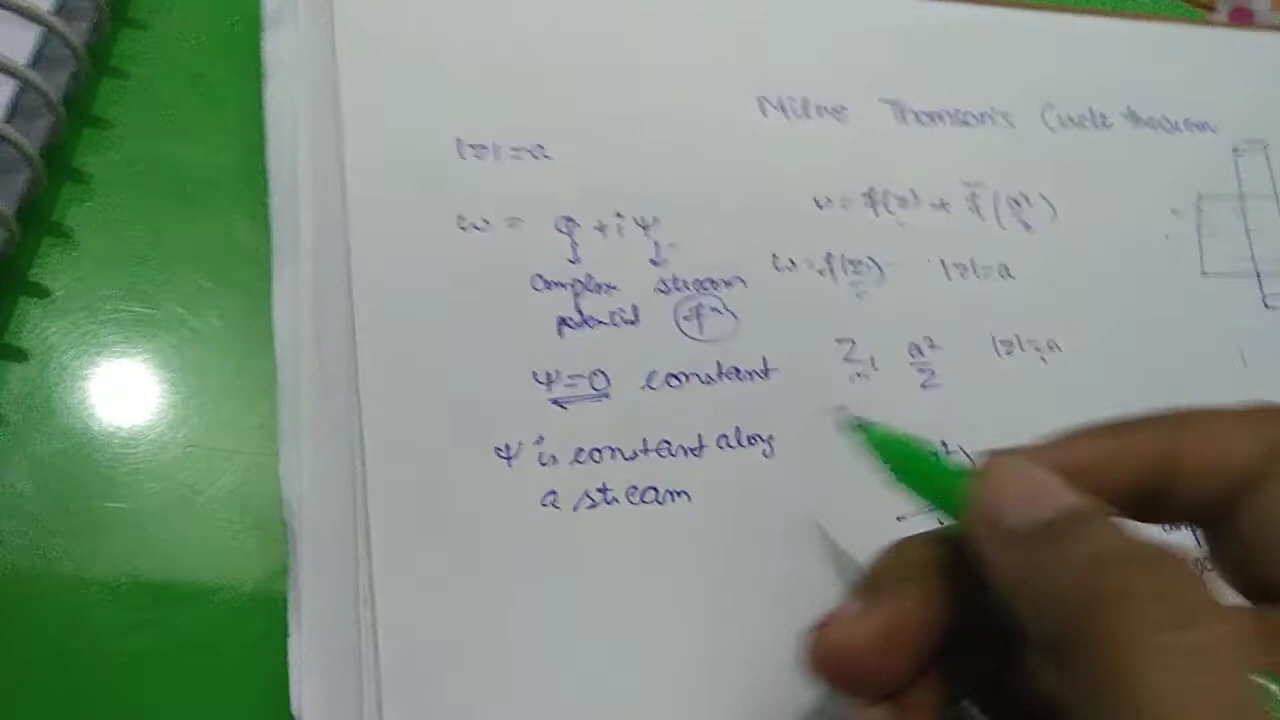 Milne Thomson's Circle theorem
|z|=a
w = φ + iψ
complex stream
potential fⁿ
ψ=0 constant
ψ is constant along
a stream
w = f(z) + f̄(a²/z)
w = f(z) |z|=a
z, a²/z |z|=a